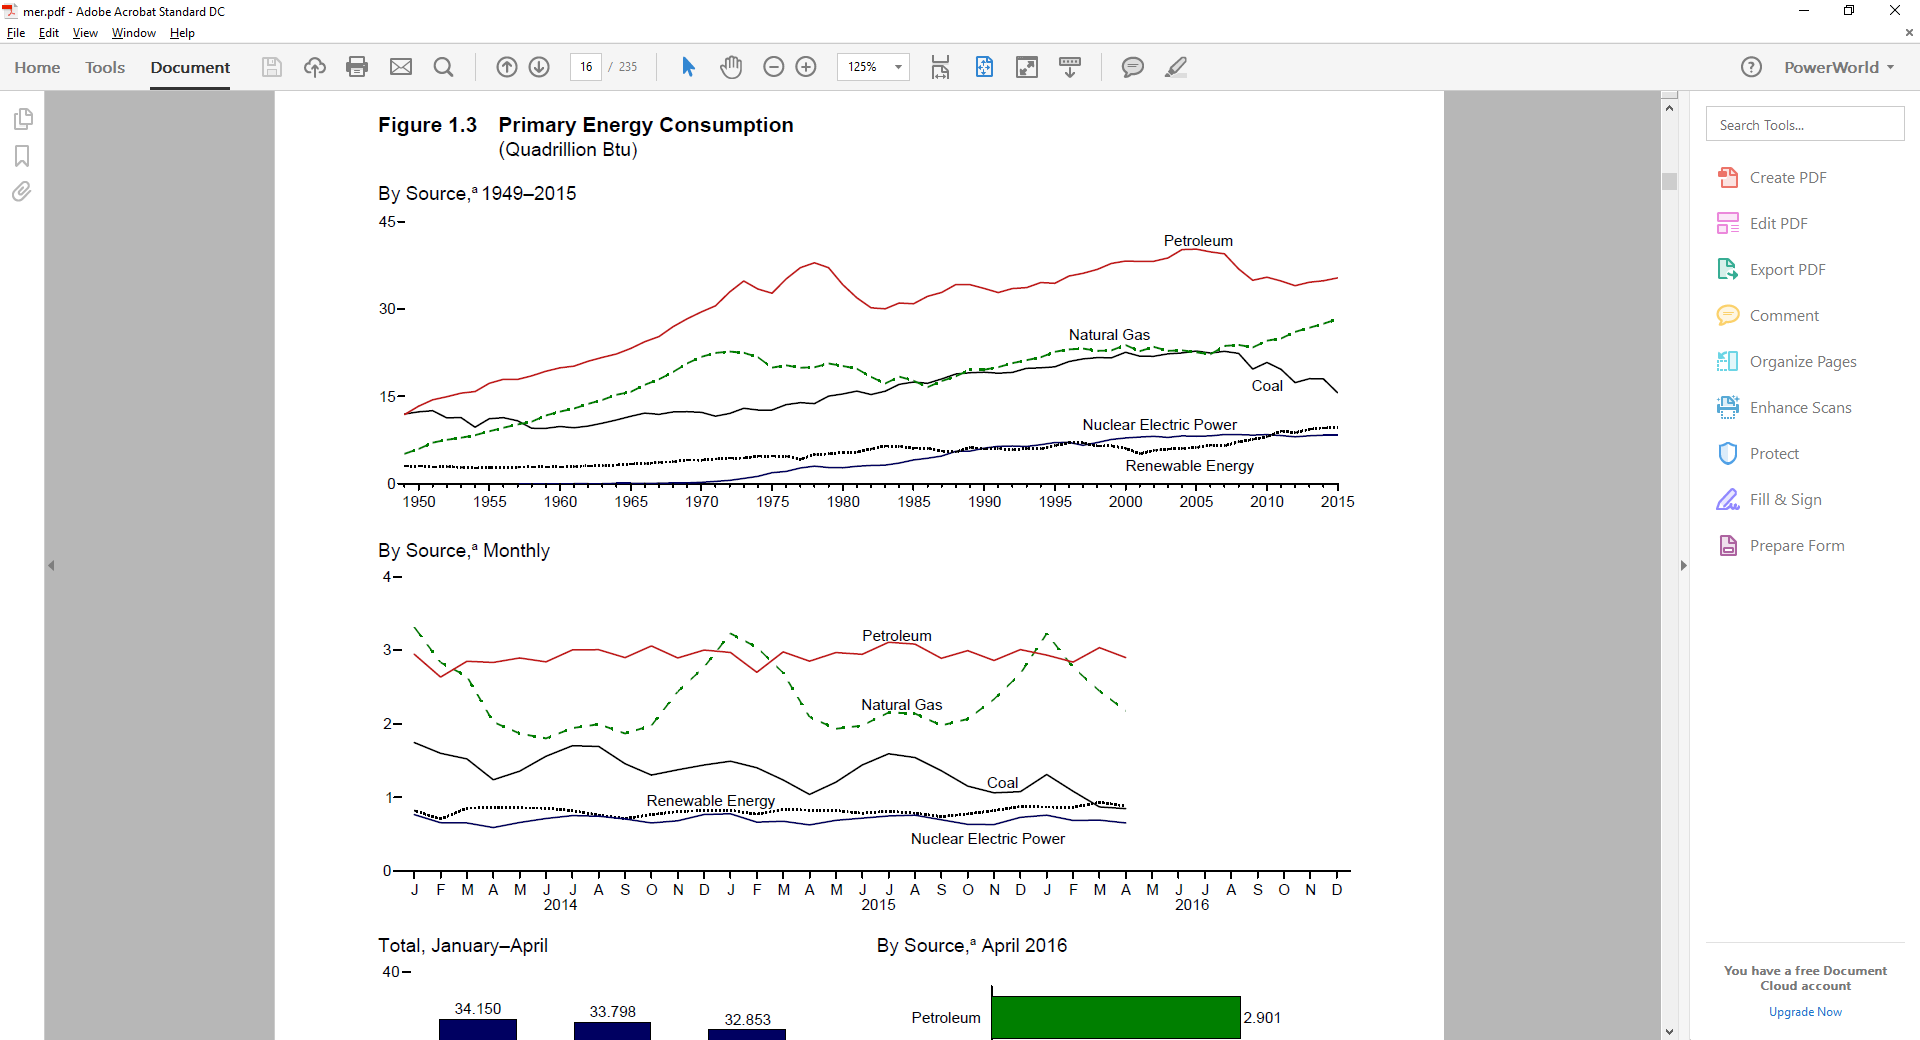 mer.pdf - Adobe Acrobat Standard DC
File Edit View Window Help
Home Tools Document 16 / 235 125% PowerWorld
Figure 1.3 Primary Energy Consumption
(Quadrillion Btu)
By Source,ᵃ 1949–2015
45
Petroleum
30
Natural Gas
15
Coal
Nuclear Electric Power
Renewable Energy
0
1950 1955 1960 1965 1970 1975 1980 1985 1990 1995 2000 2005 2010 2015
By Source,ᵃ Monthly
4
3
Petroleum
2
Natural Gas
Coal
1
Renewable Energy
Nuclear Electric Power
0
J F M A M J J A S O N D J F M A M J J A S O N D J F M A M J J A S O N D
2014 2015 2016
Total, January–April
40
34.150 33.798 32.853
By Source,ᵃ April 2016
Petroleum 2.901
Search Tools...
Create PDF
Edit PDF
Export PDF
Comment
Organize Pages
Enhance Scans
Protect
Fill & Sign
Prepare Form
You have a free Document
Cloud account
Upgrade Now